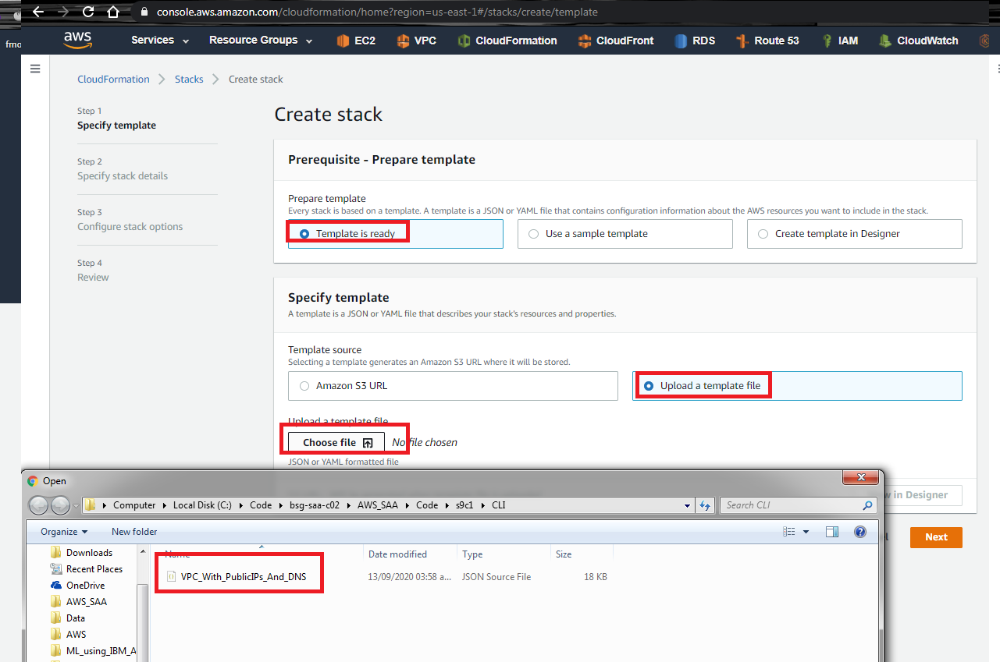 console.aws.amazon.com/cloudformation/home?region=us-east-1#/stacks/create/template
fmo
aws Services Resource Groups EC2 VPC CloudFormation CloudFront RDS Route 53 IAM CloudWatch
CloudFormation Stacks Create stack
Step 1
Specify template
Step 2
Specify stack details
Step 3
Configure stack options
Step 4
Review
Create stack
Prerequisite - Prepare template
Prepare template
Every stack is based on a template. A template is a JSON or YAML file that contains configuration information about the AWS resources you want to include in the stack.
Template is ready Use a sample template Create template in Designer
Specify template
A template is a JSON or YAML file that describes your stack's resources and properties.
Template source
Selecting a template generates an Amazon S3 URL where it will be stored.
Amazon S3 URL Upload a template file
Upload a template file
Choose file No file chosen
JSON or YAML formatted file
in Designer
Next
Open
Computer Local Disk (C:) Code bsg-saa-c02 AWS_SAA Code s9c1 CLI Search CLI
Organize New folder
Name Date modified Type Size
VPC_With_PublicIPs_And_DNS 13/09/2020 03:58 a... JSON Source File 18 KB
Downloads
Recent Places
OneDrive
AWS_SAA
Data
AWS
ML_using_IBM_A